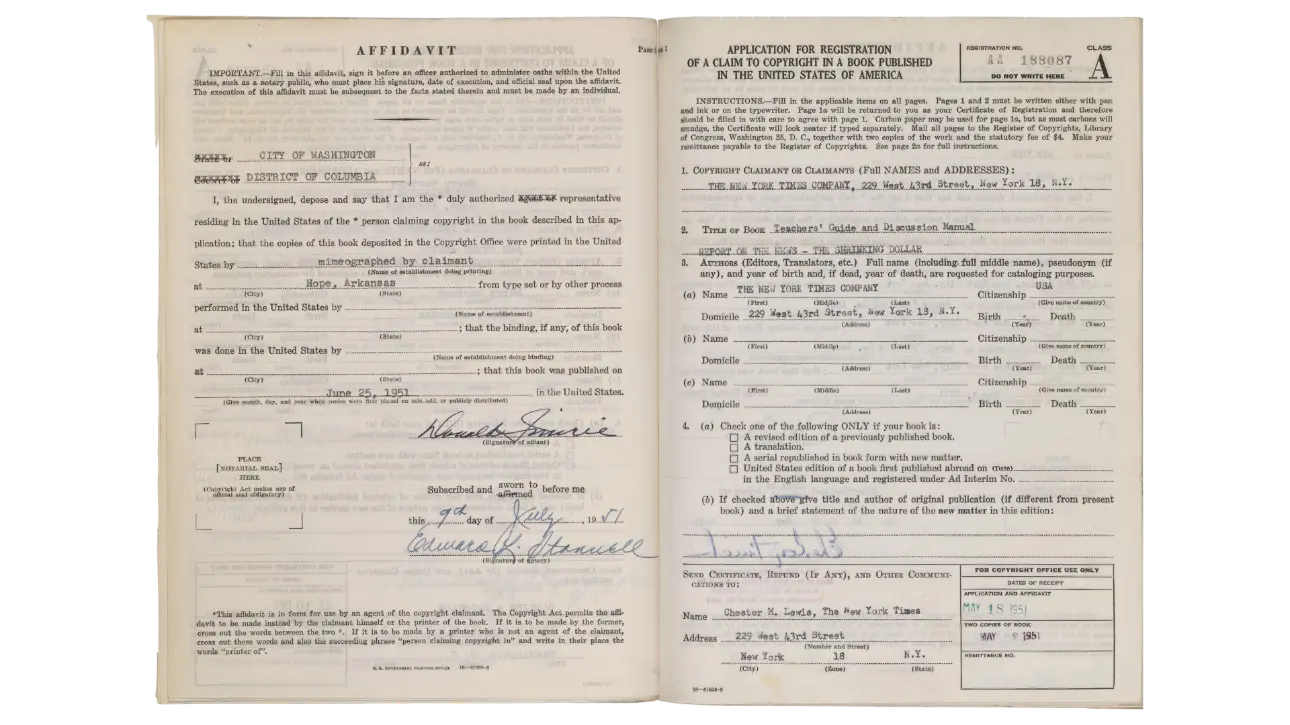 AFFIDAVIT
IMPORTANT.—Fill in this affidavit, sign it before an officer authorized to administer oaths within the United
States, such as a notary public, who must place his signature, date of execution, and official seal upon the affidavit.
The execution of this affidavit must be subsequent to the facts stated therein and must be made by an individual.
CITY OF WASHINGTON
ss:
DISTRICT OF COLUMBIA
I, the undersigned, depose and say that I am the * duly authorized representative
residing in the United States of the * person claiming copyright in the book described in this ap-
plication; that the copies of this book deposited in the Copyright Office were printed in the United
States by mimeographed by claimant
(Name of establishment doing printing)
at Hope, Arkansas from type set or by other process
(City) (State)
performed in the United States by
(Name of establishment)
at ; that the binding, if any, of this book
(City) (State)
was done in the United States by
(Name of establishment doing binding)
at ; that this book was published on
(City) (State)
June 25, 1951 in the United States.
(Give month, day, and year when copies were first placed on sale, sold, or publicly distributed)
(Signature of affiant)
PLACE
[NOTARIAL SEAL]
HERE
(Copyright Act makes use of
official seal obligatory)
Subscribed and sworn to affirmed before me
this 9th day of July, 1951
(Signature of notary)
*This affidavit is in form for use by an agent of the copyright claimant. The Copyright Act permits the affi-
davit to be made instead by the claimant himself or the printer of the book. If it is to be made by the former,
cross out the words between the two *. If it is to be made by a printer who is not an agent of the claimant,
cross out those words and also the succeeding phrase "person claiming copyright in" and write in their place the
words "printer of".
U. S. GOVERNMENT PRINTING OFFICE
APPLICATION FOR REGISTRATION
OF A CLAIM TO COPYRIGHT IN A BOOK PUBLISHED
IN THE UNITED STATES OF AMERICA
REGISTRATION NO.
CLASS
AA 188087
A
DO NOT WRITE HERE
INSTRUCTIONS.—Fill in the applicable items on all pages. Pages 1 and 2 must be written either with pen
and ink or on the typewriter. Page 1a will be returned to you as your Certificate of Registration and therefore
should be filled in with care to agree with page 1. Carbon paper may be used for page 1a, but as most carbons will
smudge, the Certificate will look neater if typed separately. Mail all pages to the Register of Copyrights, Library
of Congress, Washington 25, D. C., together with two copies of the work and the statutory fee of $4. Make your
remittance payable to the Register of Copyrights. See page 2a for full instructions.
1. COPYRIGHT CLAIMANT OR CLAIMANTS (Full NAMES and ADDRESSES):
THE NEW YORK TIMES COMPANY, 229 West 43rd Street, New York 18, N.Y.
2. TITLE OF BOOK Teachers' Guide and Discussion Manual
REPORT ON THE NEWS - THE SHRINKING DOLLAR
3. AUTHORS (Editors, Translators, etc.) Full name (including full middle name), pseudonym (if
any), and year of birth and, if dead, year of death, are requested for cataloging purposes.
(a) Name THE NEW YORK TIMES COMPANY Citizenship USA
(First) (Middle) (Last) (Give name of country)
Domicile 229 West 43rd Street, New York 18, N.Y. Birth Death
(Address) (Year) (Year)
(b) Name Citizenship
(First) (Middle) (Last) (Give name of country)
Domicile Birth Death
(Address) (Year) (Year)
(c) Name Citizenship
(First) (Middle) (Last) (Give name of country)
Domicile Birth Death
(Address) (Year) (Year)
4. (a) Check one of the following ONLY if your book is:
A revised edition of a previously published book.
A translation.
A serial republished in book form with new matter.
United States edition of a book first published abroad on (Date)
in the English language and registered under Ad Interim No.
(b) If checked above give title and author of original publication (if different from present
book) and a brief statement of the nature of the new matter in this edition:
SEND CERTIFICATE, REFUND (IF ANY), AND OTHER COMMUNI-
CATIONS TO:
Name Chester M. Lewis, The New York Times
Address 229 West 43rd Street
(Number and Street)
New York 18 N.Y.
(City) (Zone) (State)
FOR COPYRIGHT OFFICE USE ONLY
DATES OF RECEIPT
APPLICATION AND AFFIDAVIT
MAY 18 1951
TWO COPIES OF BOOK
MAY 1951
REMITTANCE NO.